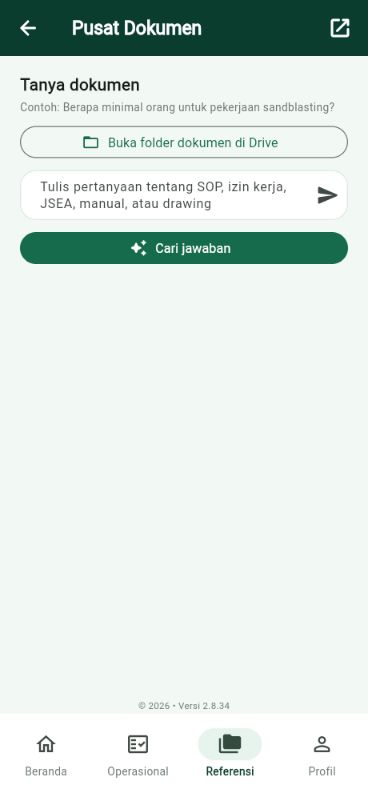 Pusat Dokumen
Tanya dokumen
Contoh: Berapa minimal orang untuk pekerjaan sandblasting?
Buka folder dokumen di Drive
Tulis pertanyaan tentang SOP, izin kerja,
JSEA, manual, atau drawing
Cari jawaban
© 2026 • Versi 2.8.34
Beranda
Operasional
Referensi
Profil